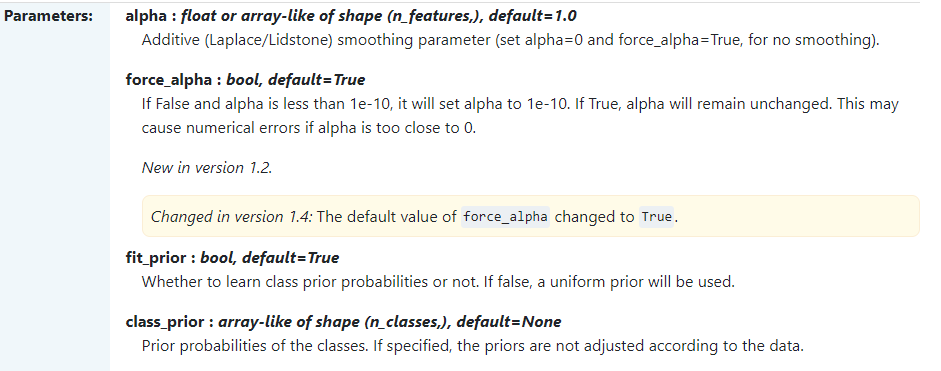 Parameters:
alpha : float or array-like of shape (n_features,), default=1.0
Additive (Laplace/Lidstone) smoothing parameter (set alpha=0 and force_alpha=True, for no smoothing).
force_alpha : bool, default=True
If False and alpha is less than 1e-10, it will set alpha to 1e-10. If True, alpha will remain unchanged. This may
cause numerical errors if alpha is too close to 0.
New in version 1.2.
Changed in version 1.4: The default value of force_alpha changed to True.
fit_prior : bool, default=True
Whether to learn class prior probabilities or not. If false, a uniform prior will be used.
class_prior : array-like of shape (n_classes,), default=None
Prior probabilities of the classes. If specified, the priors are not adjusted according to the data.